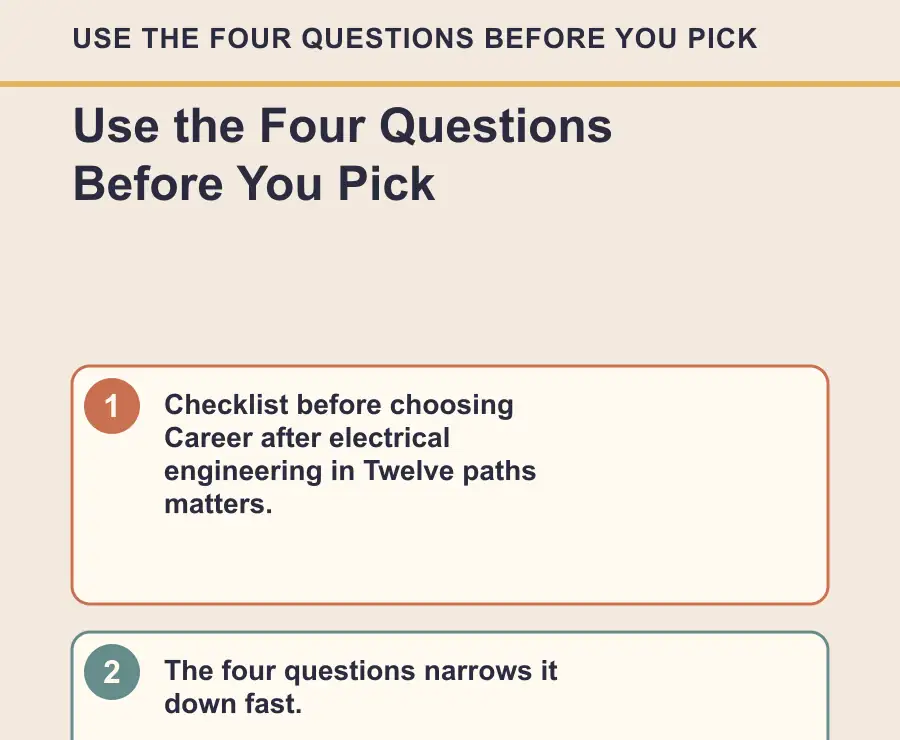 USE THE FOUR QUESTIONS BEFORE YOU PICK
Use the Four Questions
Before You Pick
1
Checklist before choosing
Career after electrical
engineering in Twelve paths
matters.
2
The four questions narrows it
down fast.